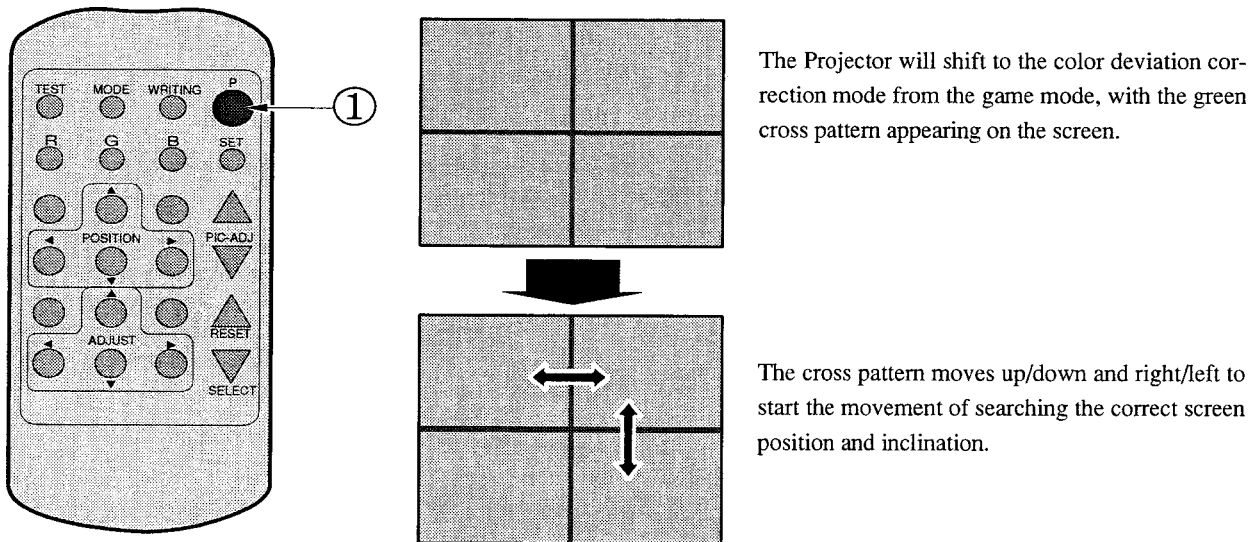 TEST MODE WRITING P
①
R G B SET
POSITION PIC-ADJ
RESET
ADJUST
SELECT
The Projector will shift to the color deviation cor-
rection mode from the game mode, with the green
cross pattern appearing on the screen.
The cross pattern moves up/down and right/left to
start the movement of searching the correct screen
position and inclination.